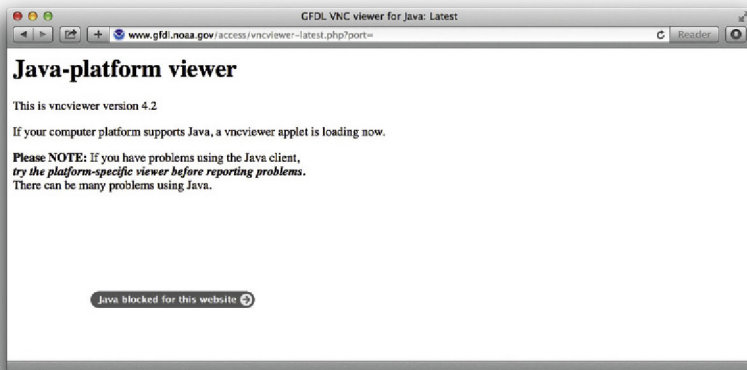 GFDL VNC viewer for Java: Latest
www.gfdl.noaa.gov/access/vncviewer-latest.php?port=
Reader
Java-platform viewer
This is vncviewer version 4.2
If your computer platform supports Java, a vncviewer applet is loading now.
Please NOTE: If you have problems using the Java client,
try the platform-specific viewer before reporting problems.
There can be many problems using Java.
Java blocked for this website